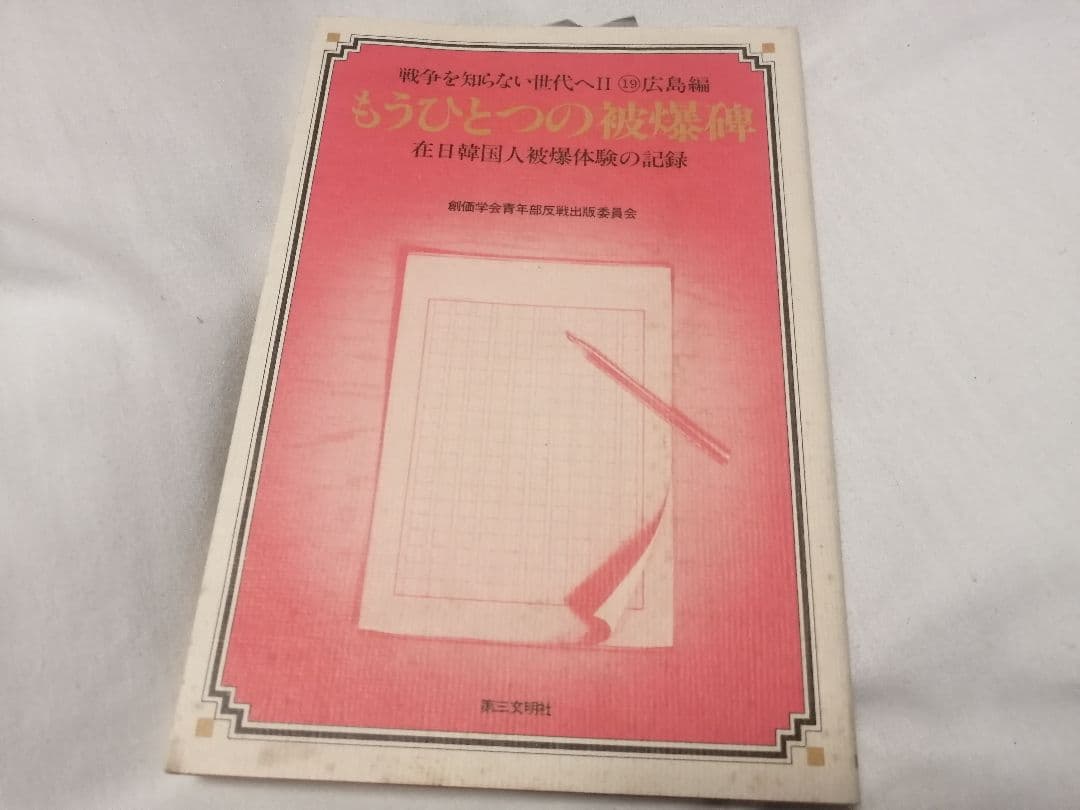 戦争を知らない世代へII ⑲広島編
もうひとつの被爆碑
在日韓国人被爆体験の記録
創価学会青年部反戦出版委員会
第三文明社